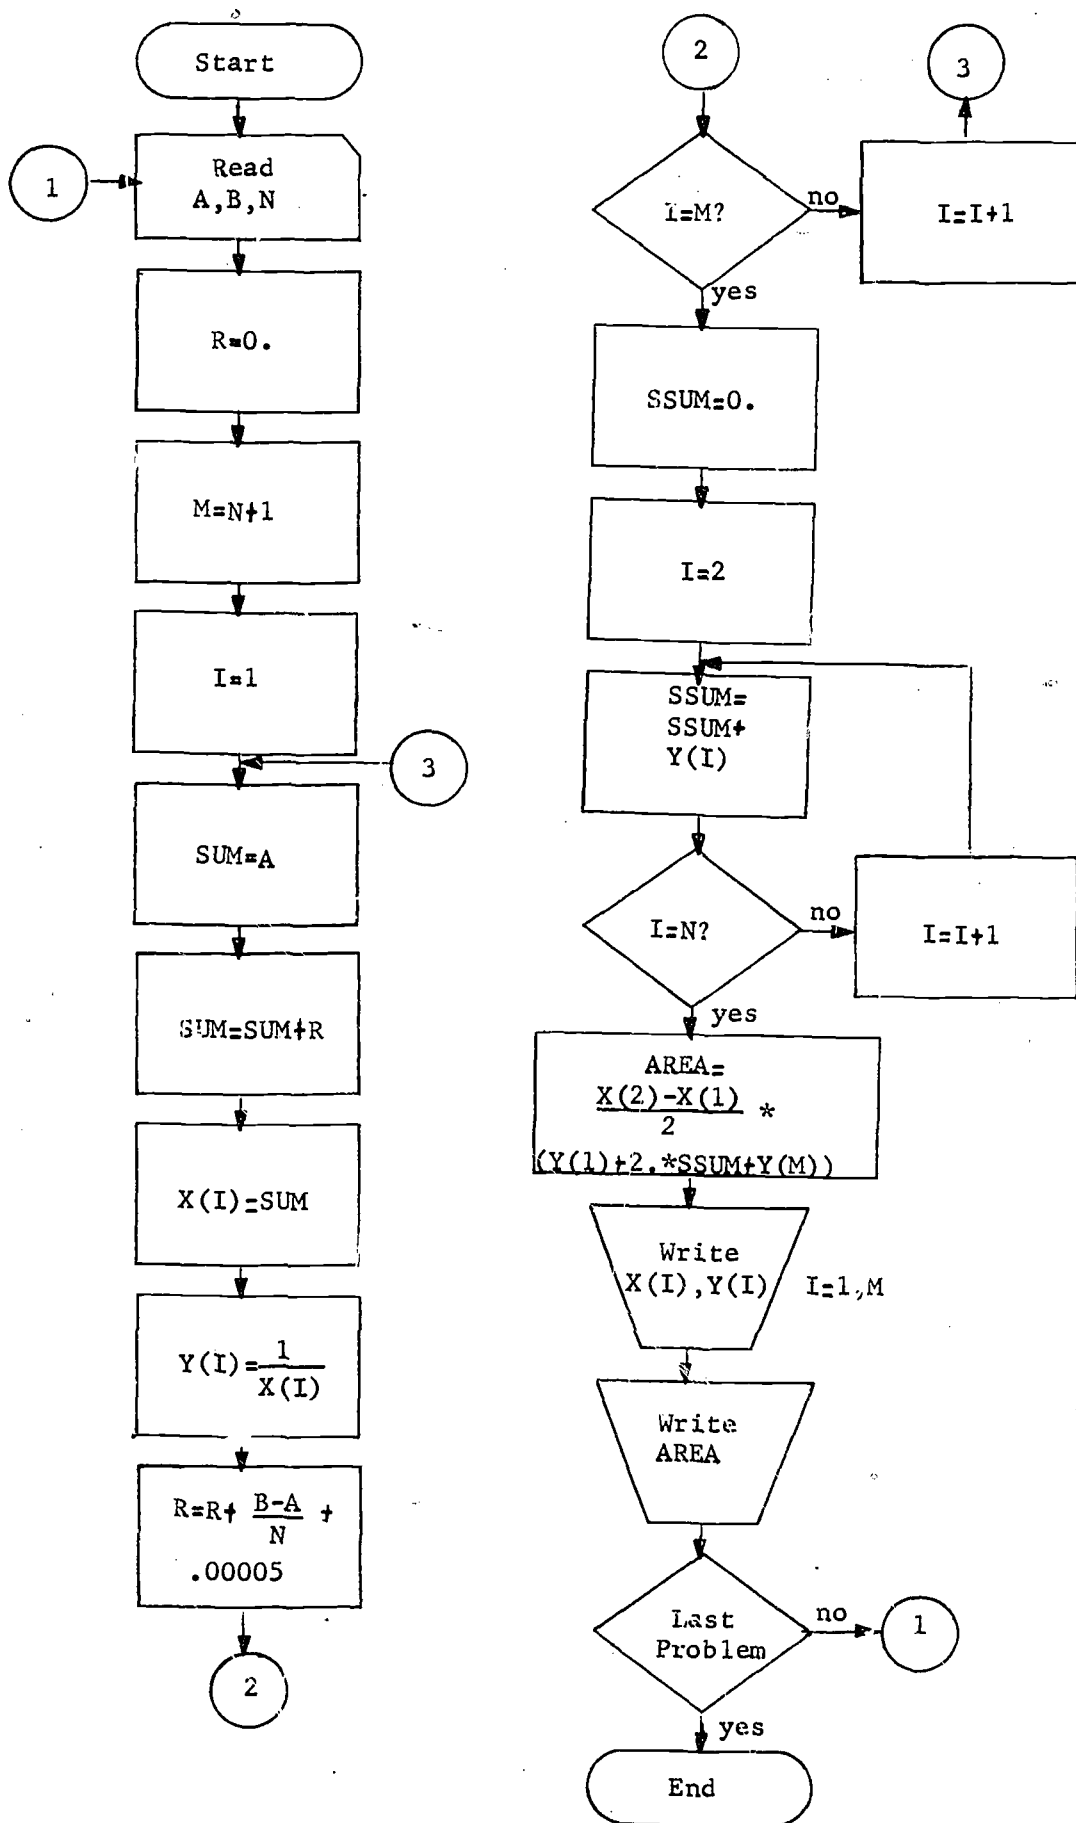 Start
1
Read
A,B,N
R=0.
M=N+1
I=1
3
SUM=A
SUM=SUM+R
X(I)=SUM
Y(I)=1
X(I)
R=R+ B-A +
N
.00005
2
2
3
I=M?
no
I=I+1
yes
SSUM=0.
I=2
SSUM=
SSUM+
Y(I)
I=N?
no
I=I+1
yes
AREA=
X(2)-X(1) *
2
(Y(1)+2.*SSUM+Y(M))
Write
X(I),Y(I) I=1,M
Write
AREA
Last
Problem
no
1
yes
End